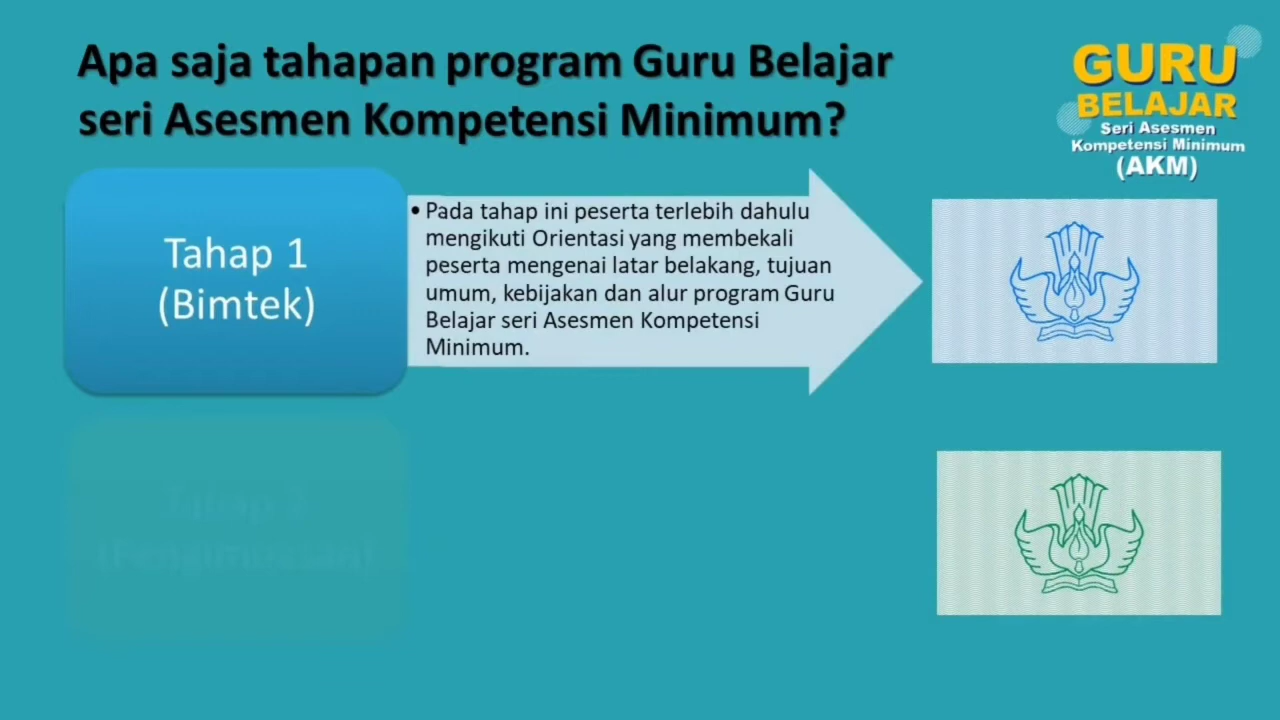 Apa saja tahapan program Guru Belajar
seri Asesmen Kompetensi Minimum?
GURU
BELAJAR
Seri Asesmen
Kompetensi Minimum
(AKM)
Tahap 1
(Bimtek)
• Pada tahap ini peserta terlebih dahulu
mengikuti Orientasi yang membekali
peserta mengenai latar belakang, tujuan
umum, kebijakan dan alur program Guru
Belajar seri Asesmen Kompetensi
Minimum.